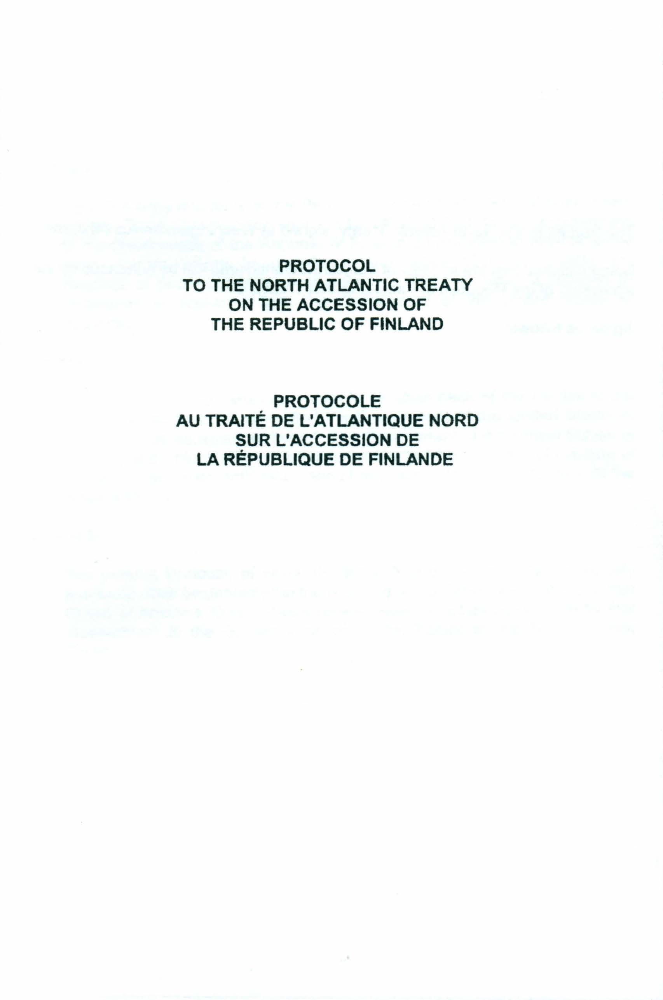 PROTOCOL
TO THE NORTH ATLANTIC TREATY
ON THE ACCESSION OF
THE REPUBLIC OF FINLAND
PROTOCOLE
AU TRAITÉ DE L'ATLANTIQUE NORD
SUR L'ACCESSION DE
LA RÉPUBLIQUE DE FINLANDE